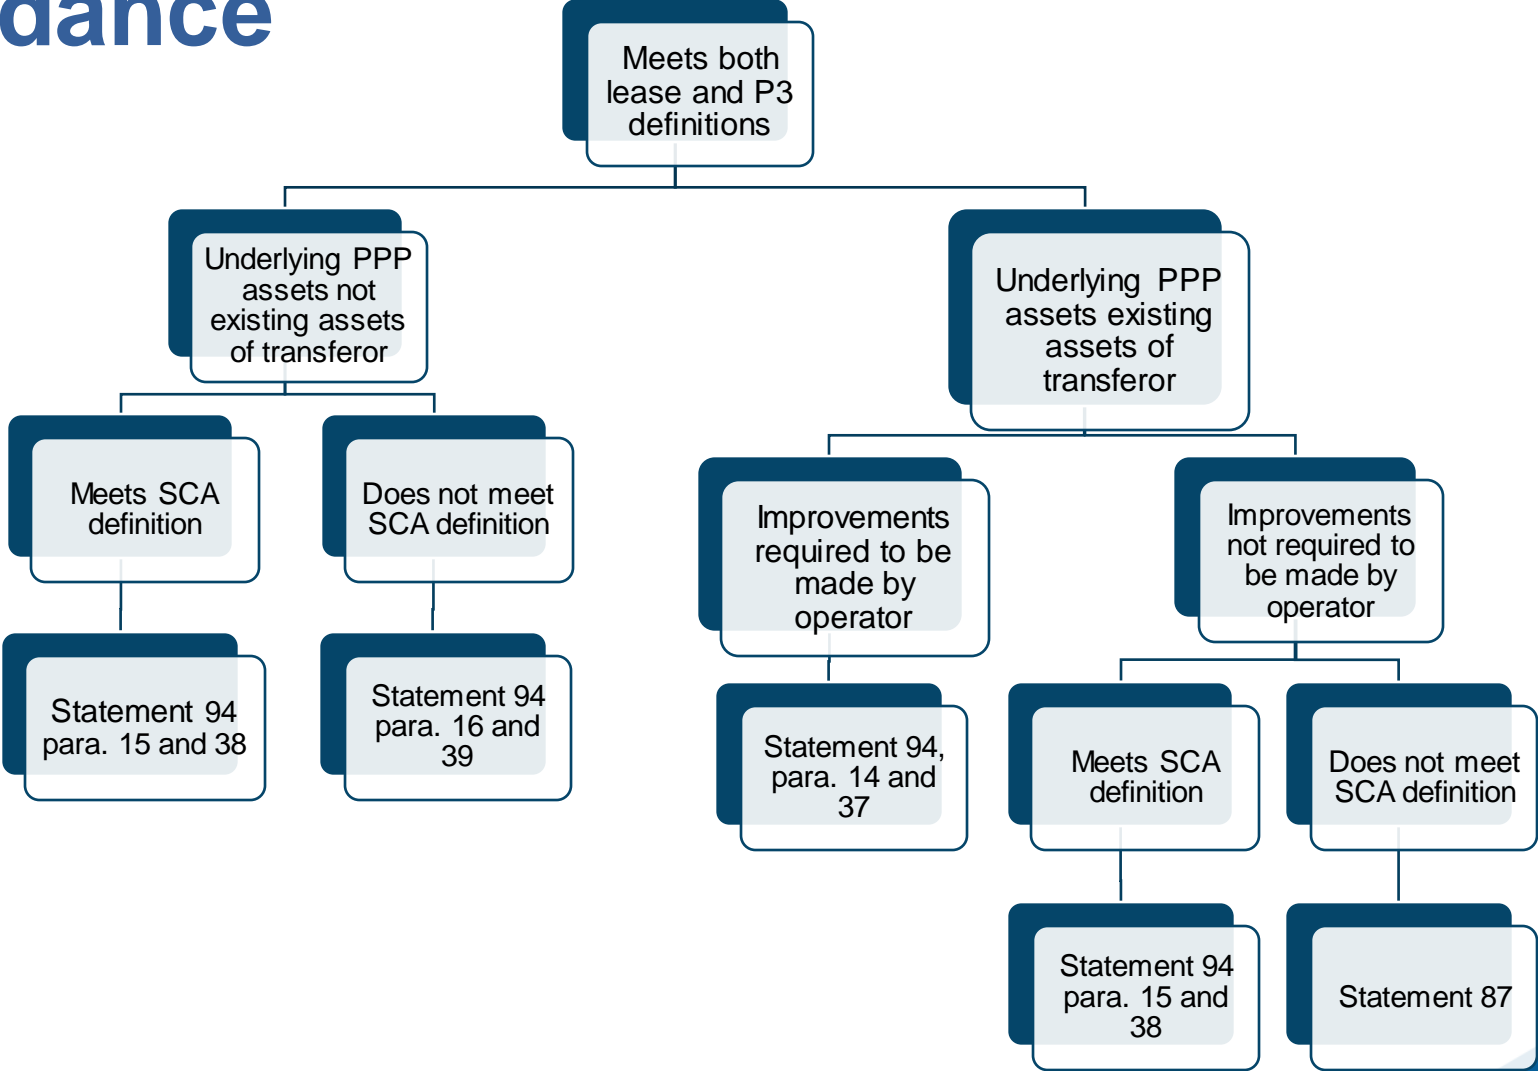 dance
Meets both
lease and P3
definitions
Underlying PPP
assets not
existing assets
of transferor
Underlying PPP
assets existing
assets of
transferor
Meets SCA
definition
Does not meet
SCA definition
Improvements
required to be
made by
operator
Improvements
not required to
be made by
operator
Statement 94
para. 15 and 38
Statement 94
para. 16 and
39
Statement 94,
para. 14 and
37
Meets SCA
definition
Does not meet
SCA definition
Statement 94
para. 15 and
38
Statement 87